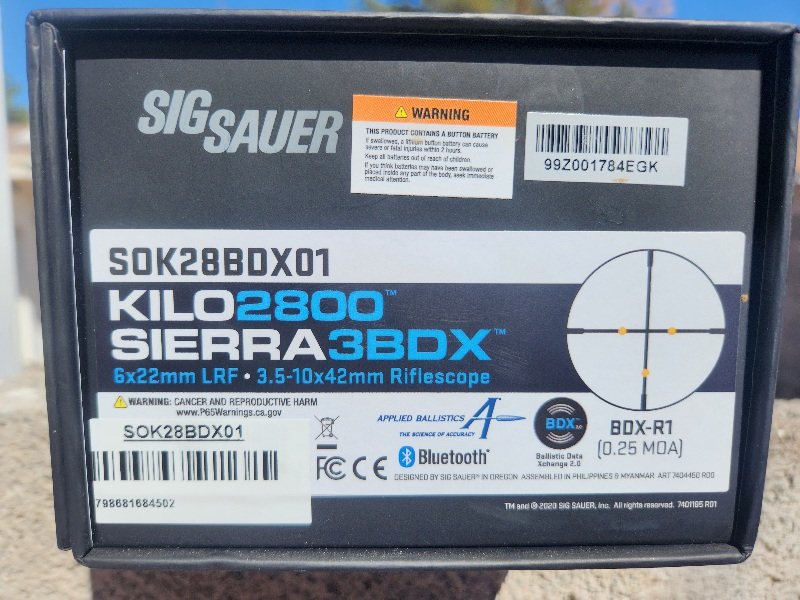 SIG SAUER
WARNING
THIS PRODUCT CONTAINS A BUTTON BATTERY
If swallowed, a lithium button battery can cause
severe or fatal injuries within 2 hours.
Keep all batteries out of reach of children.
If you think batteries may have been swallowed or
placed inside any part of the body, seek immediate
medical attention.
99Z001784EGK
SOK28BDX01
KILO2800™
SIERRA3BDX™
6x22mm LRF • 3.5-10x42mm Riflescope
WARNING: CANCER AND REPRODUCTIVE HARM
www.P65Warnings.ca.gov
SOK28BDX01
798681684502
APPLIED BALLISTICS A
THE SCIENCE OF ACCURACY
FC CE Bluetooth®
BDX™ 2.0
Ballistic Data
Xchange 2.0
BDX-R1
(0.25 MOA)
DESIGNED BY SIG SAUER® IN OREGON. ASSEMBLED IN PHILIPPINES & MYANMAR. ART 7404460 R00
TM and © 2020 SIG SAUER, Inc. All rights reserved. 7401195 R01